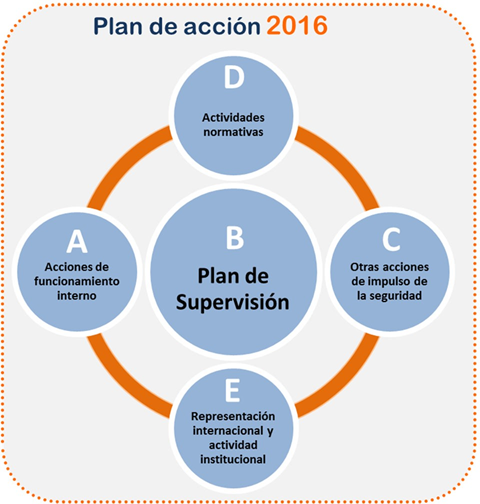 Plan de acción 2016
D
Actividades
normativas
A
Acciones de
funcionamiento
interno
B
Plan de
Supervisión
C
Otras acciones
de impulso de
la seguridad
E
Representación
internacional y
actividad
institucional